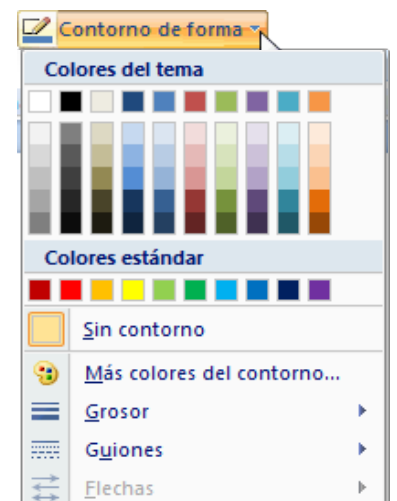 Contorno de forma
Colores del tema
Colores estándar
Sin contorno
Más colores del contorno...
Grosor
Guiones
Flechas